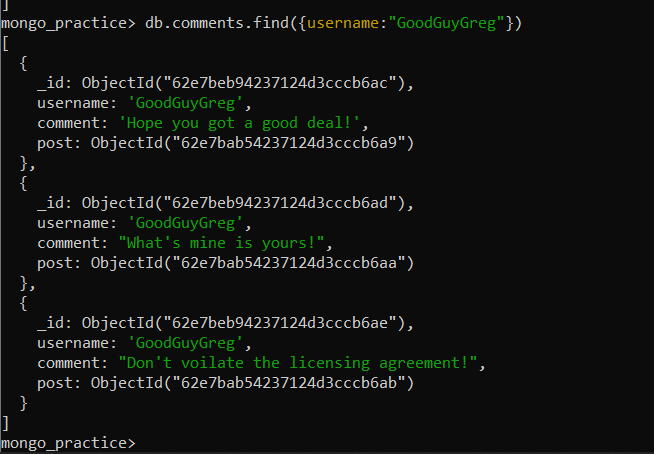 ]
mongo_practice> db.comments.find({username:"GoodGuyGreg"})
[
  {
    _id: ObjectId("62e7beb94237124d3cccb6ac"),
    username: 'GoodGuyGreg',
    comment: 'Hope you got a good deal!',
    post: ObjectId("62e7bab54237124d3cccb6a9")
  },
  {
    _id: ObjectId("62e7beb94237124d3cccb6ad"),
    username: 'GoodGuyGreg',
    comment: "What's mine is yours!",
    post: ObjectId("62e7bab54237124d3cccb6aa")
  },
  {
    _id: ObjectId("62e7beb94237124d3cccb6ae"),
    username: 'GoodGuyGreg',
    comment: "Don't voilate the licensing agreement!",
    post: ObjectId("62e7bab54237124d3cccb6ab")
  }
]
mongo_practice>